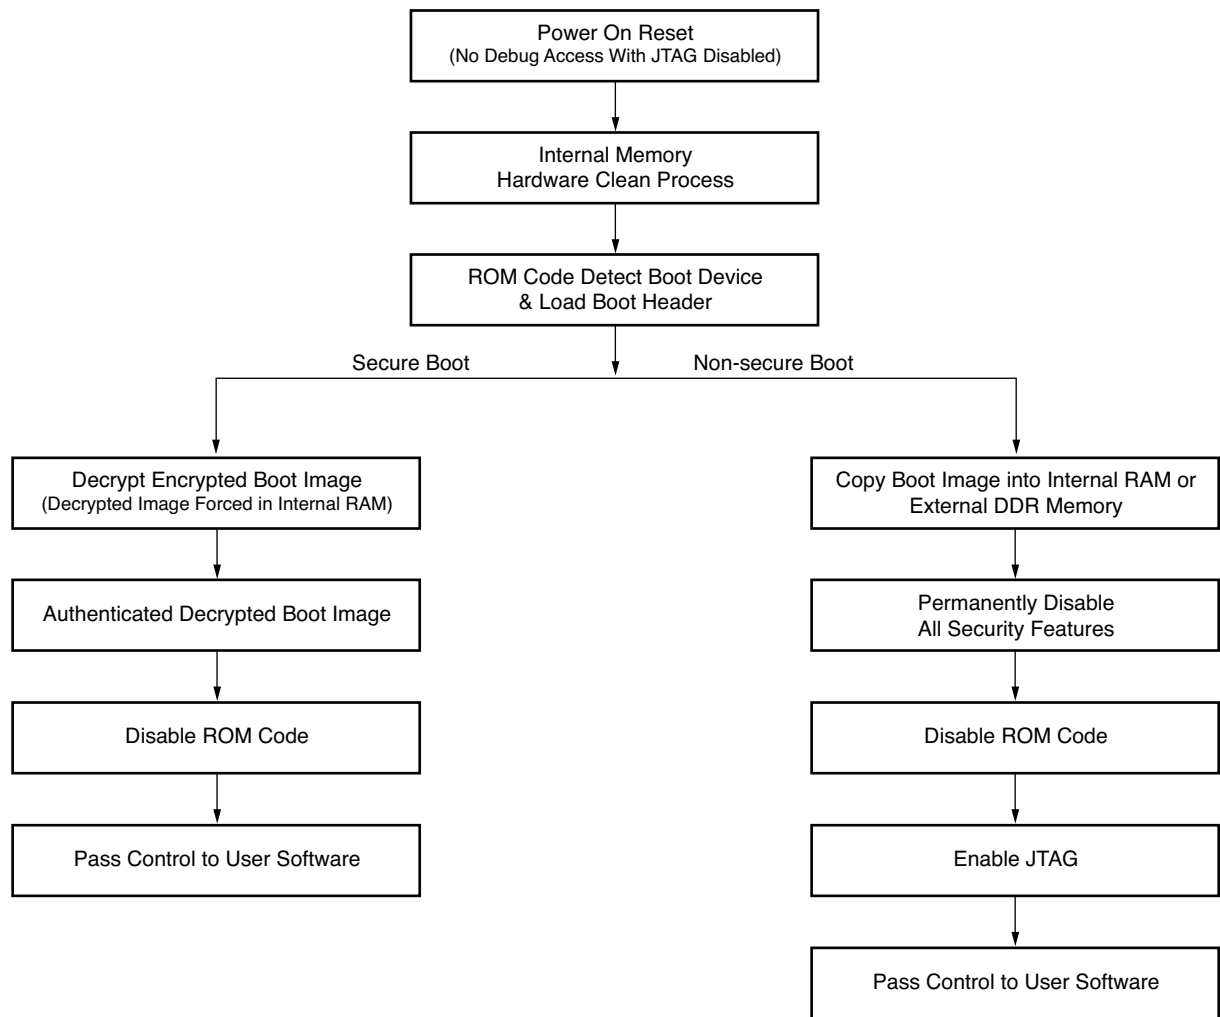 Power On Reset
(No Debug Access With JTAG Disabled)
Internal Memory
Hardware Clean Process
ROM Code Detect Boot Device
& Load Boot Header
Secure Boot
Non-secure Boot
Decrypt Encrypted Boot Image
(Decrypted Image Forced in Internal RAM)
Authenticated Decrypted Boot Image
Disable ROM Code
Pass Control to User Software
Copy Boot Image into Internal RAM or
External DDR Memory
Permanently Disable
All Security Features
Disable ROM Code
Enable JTAG
Pass Control to User Software